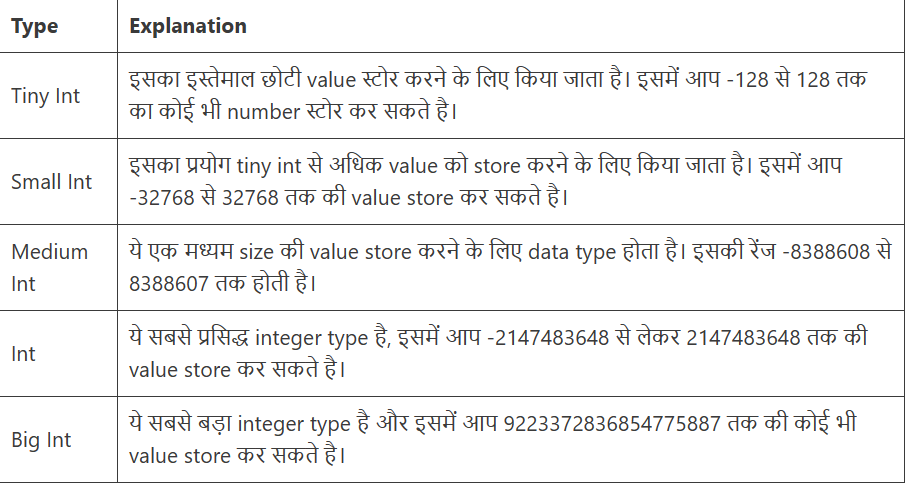 Type Explanation
Tiny Int
इसका इस्तेमाल छोटी value स्टोर करने के लिए किया जाता है। इसमें आप -128 से 128 तक
का कोई भी number स्टोर कर सकते है।
Small Int
इसका प्रयोग tiny int से अधिक value को store करने के लिए किया जाता है। इसमें आप
-32768 से 32768 तक की value store कर सकते है।
Medium
Int
ये एक मध्यम size की value store करने के लिए data type होता है। इसकी रेंज -8388608 से
8388607 तक होती है।
Int
ये सबसे प्रसिद्ध integer type है, इसमें आप -2147483648 से लेकर 2147483648 तक की
value store कर सकते है।
Big Int
ये सबसे बड़ा integer type है और इसमें आप 9223372836854775887 तक की कोई भी
value store कर सकते है।